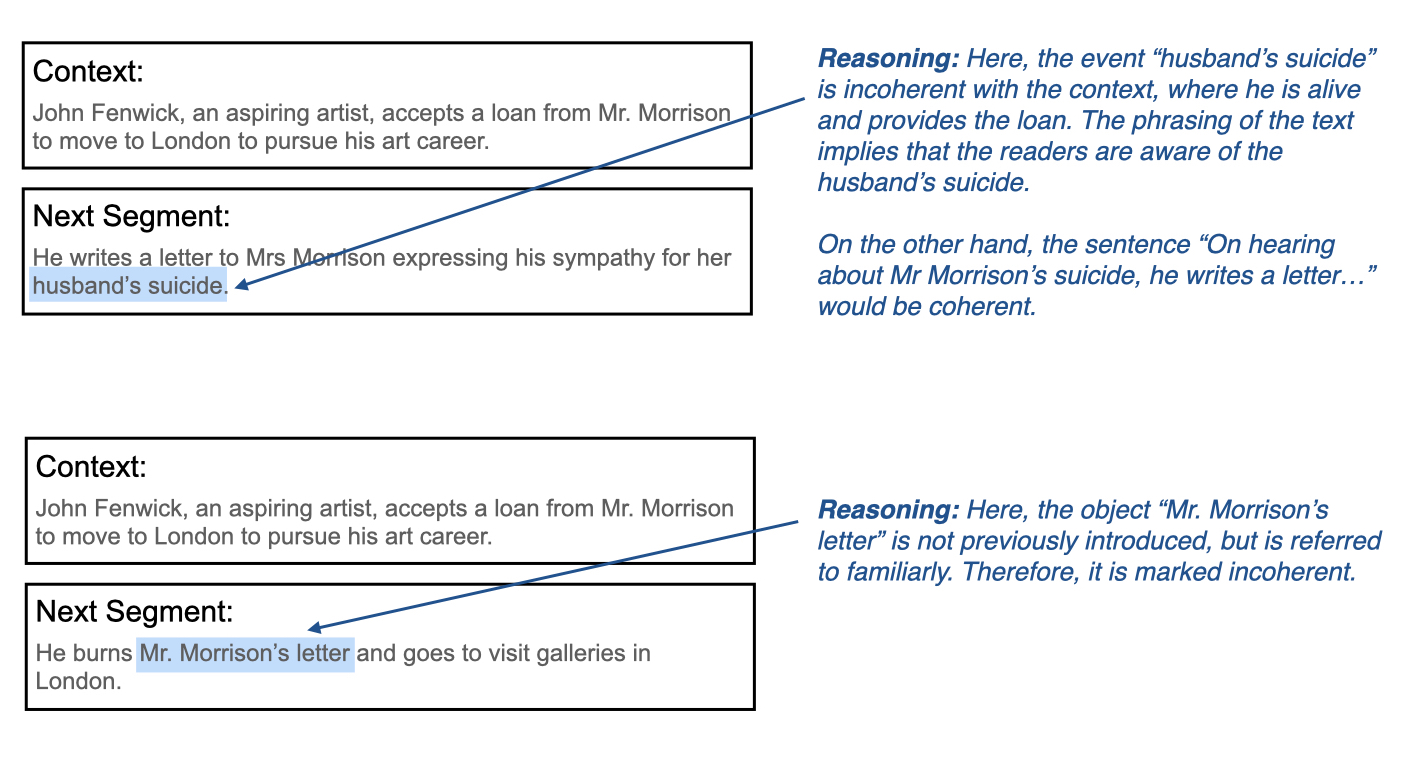 Context:
John Fenwick, an aspiring artist, accepts a loan from Mr. Morrison
to move to London to pursue his art career.
Next Segment:
He writes a letter to Mrs Morrison expressing his sympathy for her
husband’s suicide.
Reasoning: Here, the event “husband’s suicide”
is incoherent with the context, where he is alive
and provides the loan. The phrasing of the text
implies that the readers are aware of the
husband’s suicide.
On the other hand, the sentence “On hearing
about Mr Morrison’s suicide, he writes a letter…”
would be coherent.
Context:
John Fenwick, an aspiring artist, accepts a loan from Mr. Morrison
to move to London to pursue his art career.
Next Segment:
He burns Mr. Morrison’s letter and goes to visit galleries in
London.
Reasoning: Here, the object “Mr. Morrison’s
letter” is not previously introduced, but is referred
to familiarly. Therefore, it is marked incoherent.